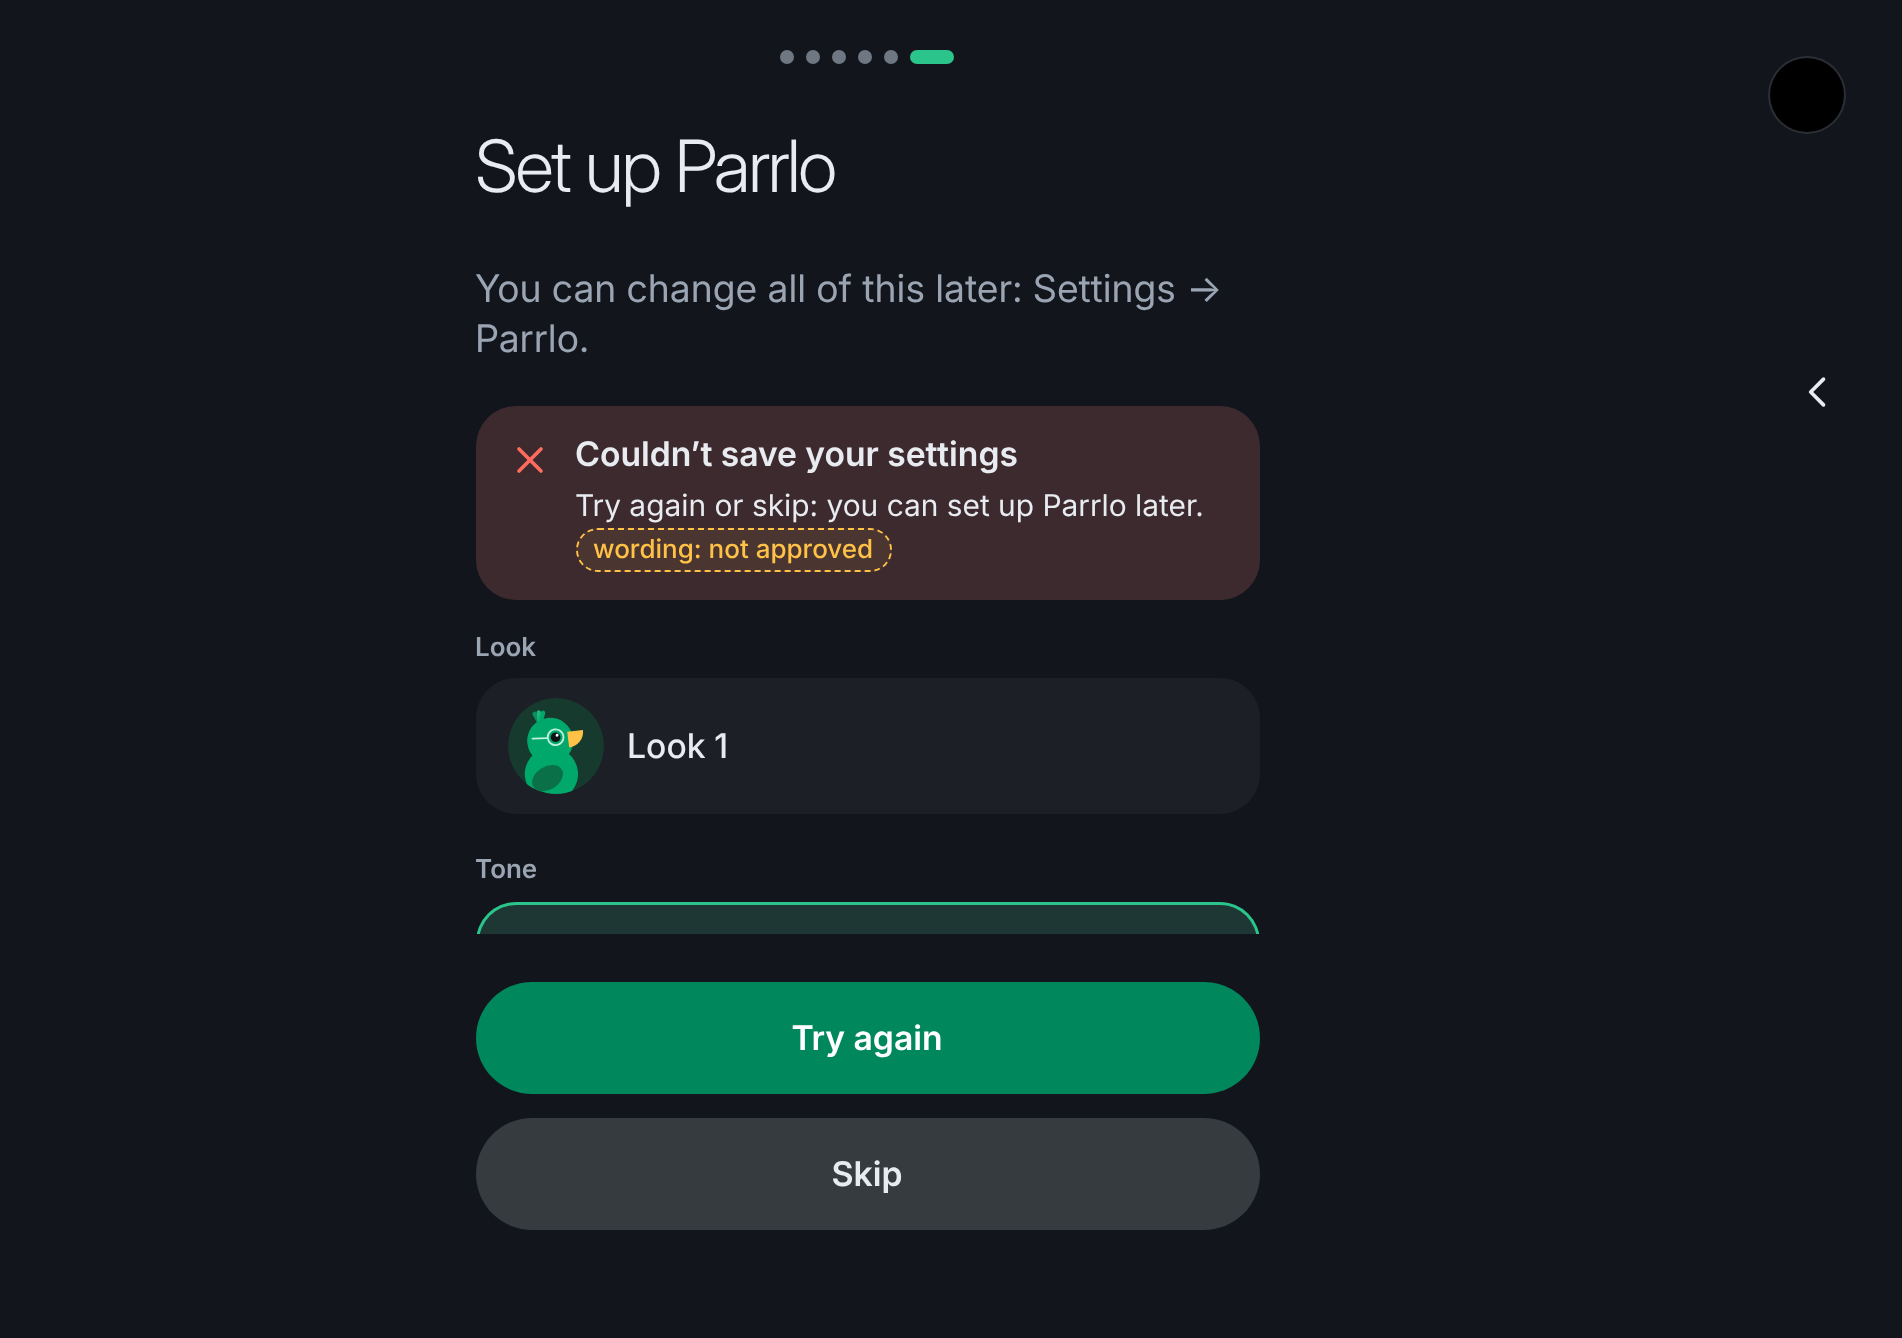 Set up Parrlo
You can change all of this later: Settings →
Parrlo.
Couldn’t save your settings
Try again or skip: you can set up Parrlo later.
wording: not approved
Look
Look 1
Tone
Try again
Skip